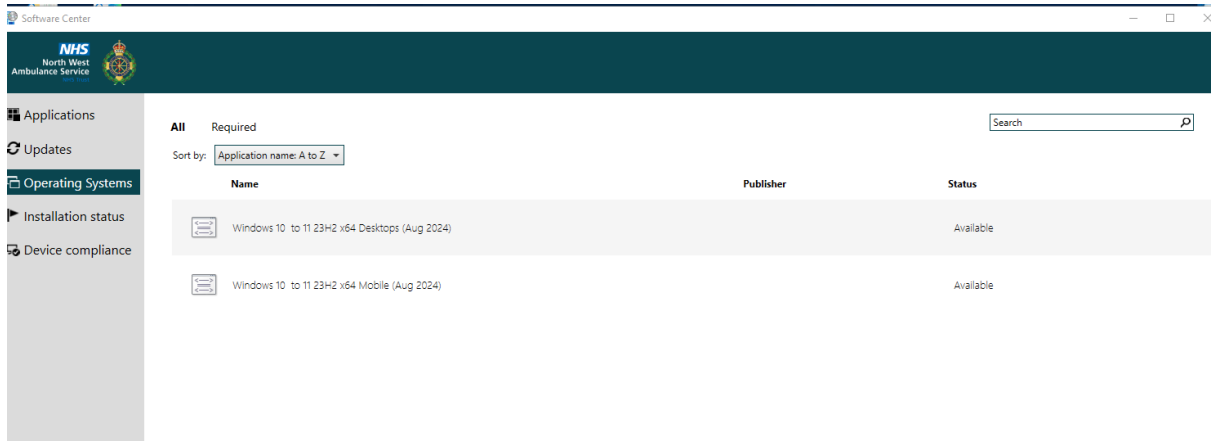 Software Center
NHS
North West
Ambulance Service
NHS Trust
Applications
Updates
Operating Systems
Installation status
Device compliance
All Required
Search
Sort by: Application name: A to Z
Name Publisher Status
Windows 10 to 11 23H2 x64 Desktops (Aug 2024) Available
Windows 10 to 11 23H2 x64 Mobile (Aug 2024) Available